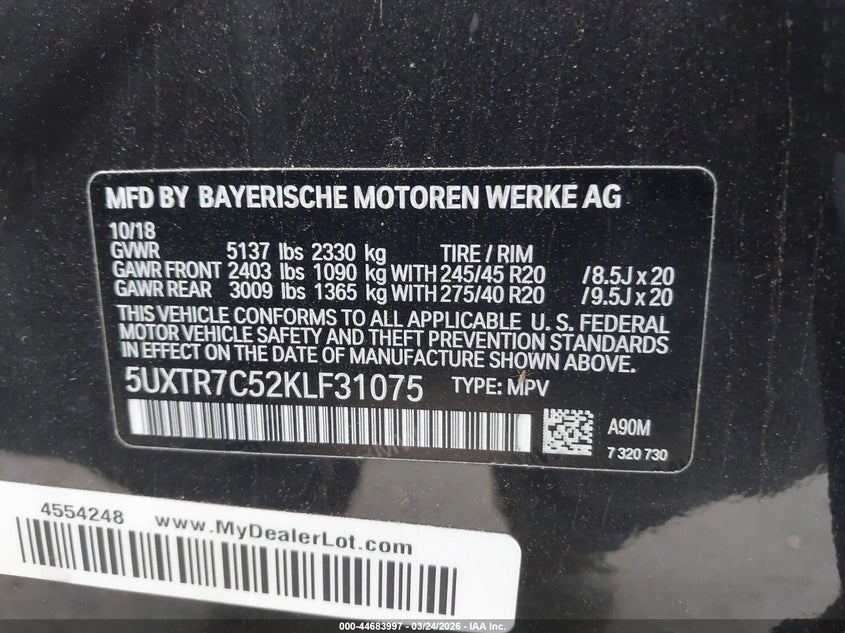 MFD BY BAYERISCHE MOTOREN WERKE AG
10/18
GVWR 5137 lbs 2330 kg TIRE / RIM
GAWR FRONT 2403 lbs 1090 kg WITH 245/45 R20 /8.5J x 20
GAWR REAR 3009 lbs 1365 kg WITH 275/40 R20 /9.5J x 20
THIS VEHICLE CONFORMS TO ALL APPLICABLE U. S. FEDERAL
MOTOR VEHICLE SAFETY AND THEFT PREVENTION STANDARDS
IN EFFECT ON THE DATE OF MANUFACTURE SHOWN ABOVE.
5UXTR7C52KLF31075 TYPE: MPV
A90M
7 320 730
4554248 www.MyDealerLot.com
000-44683997 - 03/24/2026 - IAA Inc.